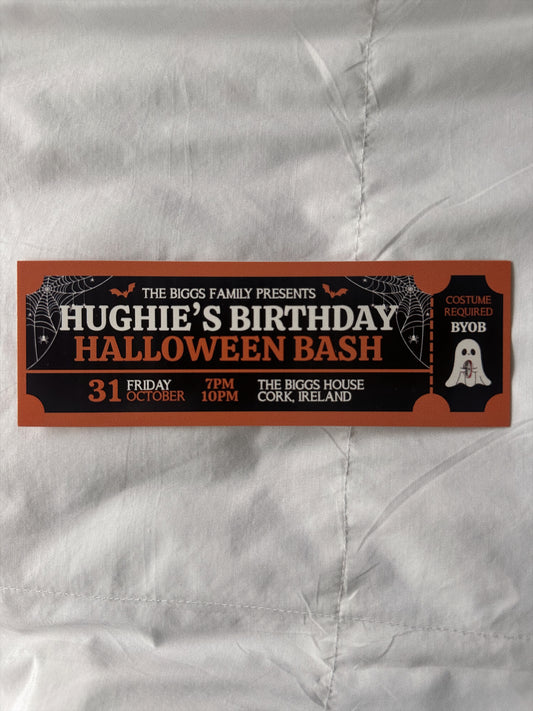 THE BIGGS FAMILY PRESENTS
HUGHIE'S BIRTHDAY
HALLOWEEN BASH
31 FRIDAY OCTOBER
7PM
10PM
THE BIGGS HOUSE
CORK, IRELAND
COSTUME
REQUIRED
BYOB